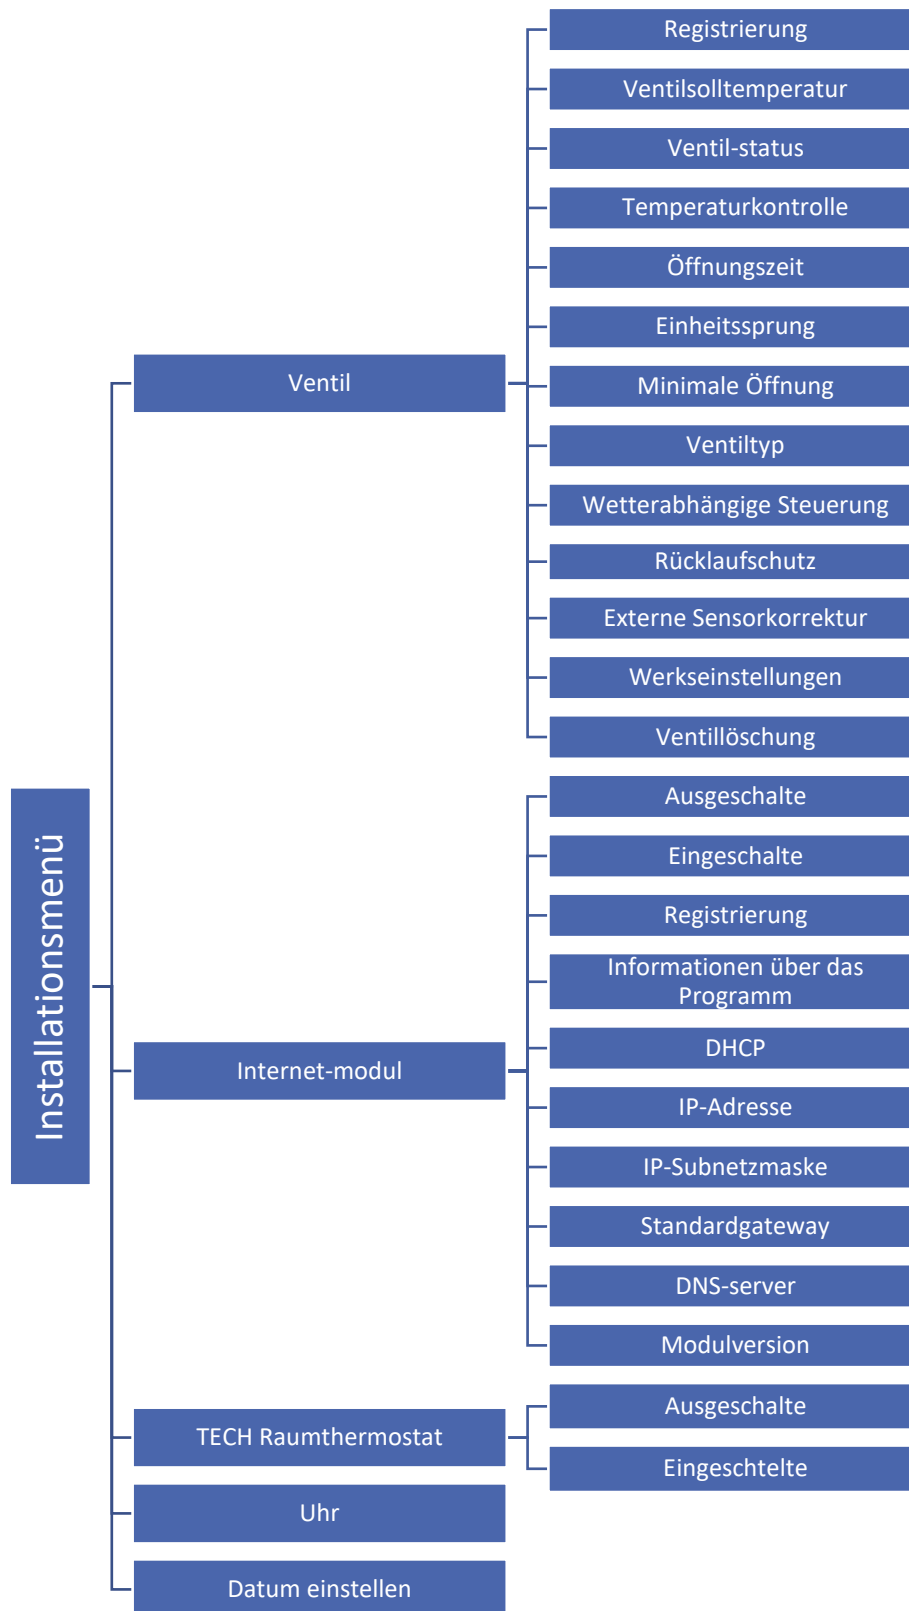 Installationsmenü
Ventil
Registrierung
Ventilsolltemperatur
Ventil-status
Temperaturkontrolle
Öffnungszeit
Einheitssprung
Minimale Öffnung
Ventiltyp
Wetterabhängige Steuerung
Rücklaufschutz
Externe Sensorkorrektur
Werkseinstellungen
Ventillöschung
Internet-modul
Ausgeschalte
Eingeschalte
Registrierung
Informationen über das
Programm
DHCP
IP-Adresse
IP-Subnetzmaske
Standardgateway
DNS-server
Modulversion
TECH Raumthermostat
Ausgeschalte
Eingeschtelte
Uhr
Datum einstellen